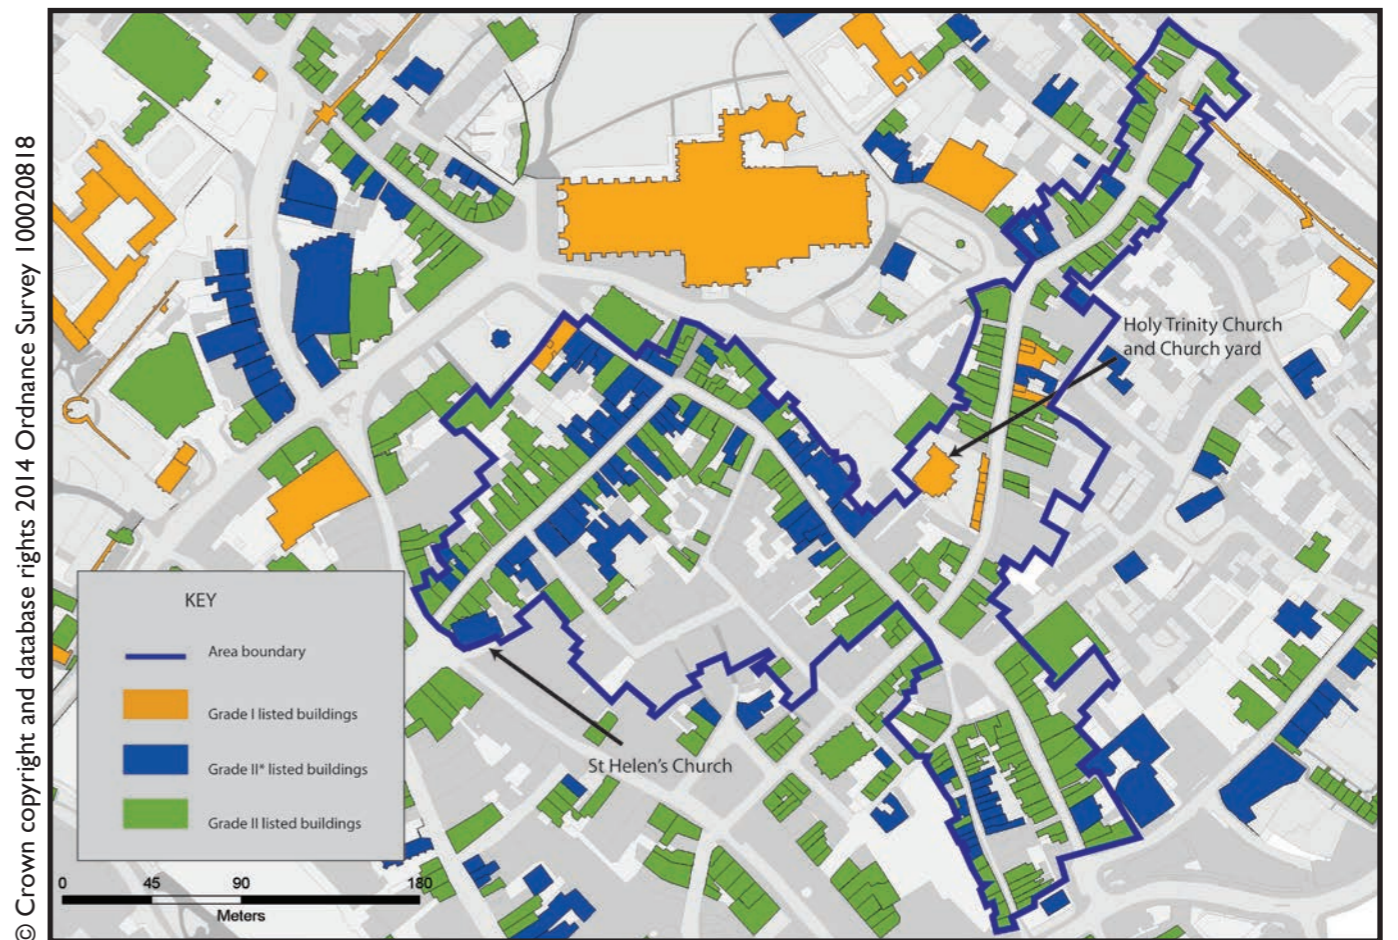 © Crown copyright and database rights 2014 Ordnance Survey 100020818
Holy Trinity Church
and Church yard
KEY
Area boundary
Grade I listed buildings
Grade II* listed buildings
Grade II listed buildings
St Helen's Church
0 45 90 180
Meters